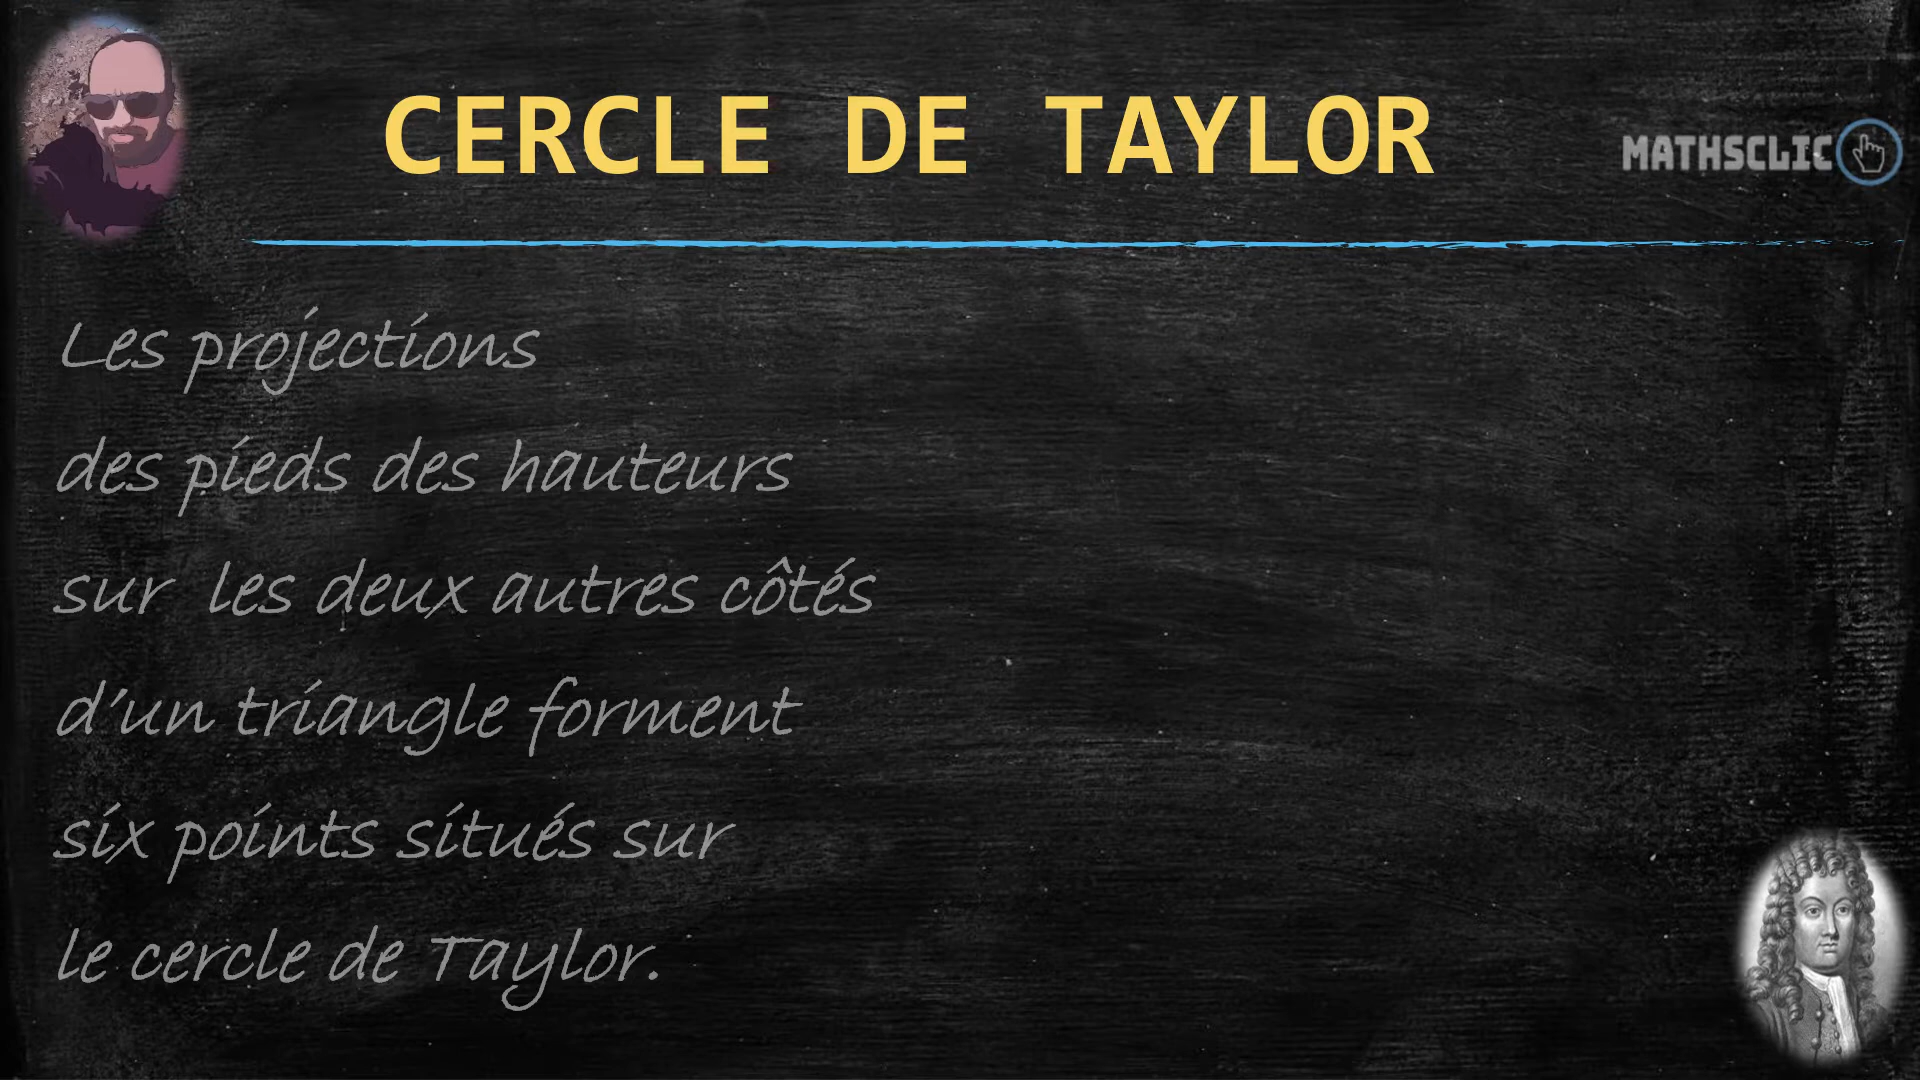 CERCLE DE TAYLOR
MATHSCLIC
Les projections
des pieds des hauteurs
sur les deux autres côtés
d'un triangle forment
six points situés sur
le cercle de Taylor.